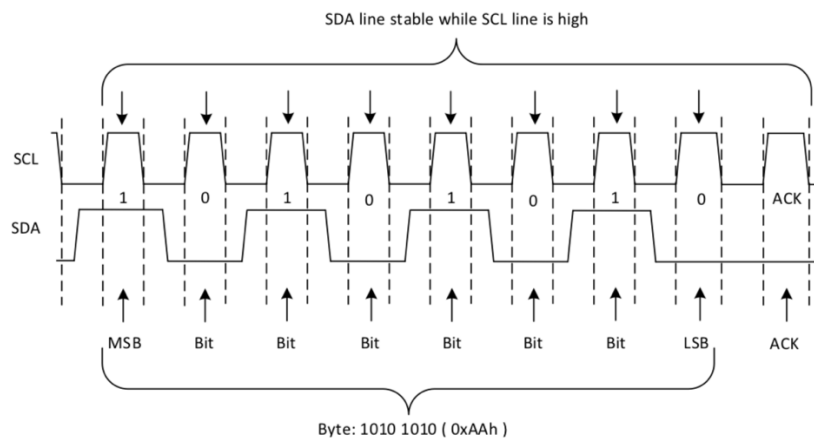 SDA line stable while SCL line is high
SCL
1 0 1 0 1 0 1 0 ACK
SDA
MSB Bit Bit Bit Bit Bit Bit LSB ACK
Byte: 1010 1010 ( 0xAAh )